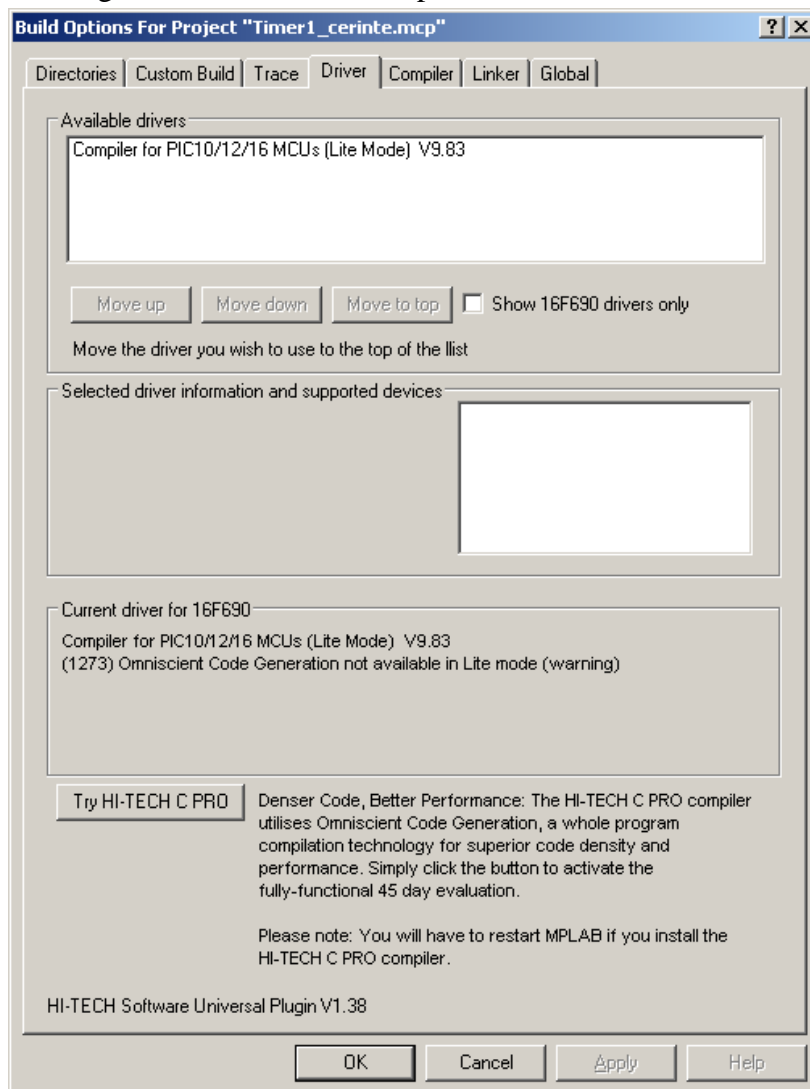 Build Options For Project "Timer1_cerinte.mcp"
Directories Custom Build Trace Driver Compiler Linker Global
Available drivers
Compiler for PIC10/12/16 MCUs (Lite Mode) V9.83
Move up Move down Move to top Show 16F690 drivers only
Move the driver you wish to use to the top of the llist
Selected driver information and supported devices
Current driver for 16F690
Compiler for PIC10/12/16 MCUs (Lite Mode) V9.83
(1273) Omniscient Code Generation not available in Lite mode (warning)
Try HI-TECH C PRO
Denser Code, Better Performance: The HI-TECH C PRO compiler
utilises Omniscient Code Generation, a whole program
compilation technology for superior code density and
performance. Simply click the button to activate the
fully-functional 45 day evaluation.
Please note: You will have to restart MPLAB if you install the
HI-TECH C PRO compiler.
HI-TECH Software Universal Plugin V1.38
OK Cancel Apply Help